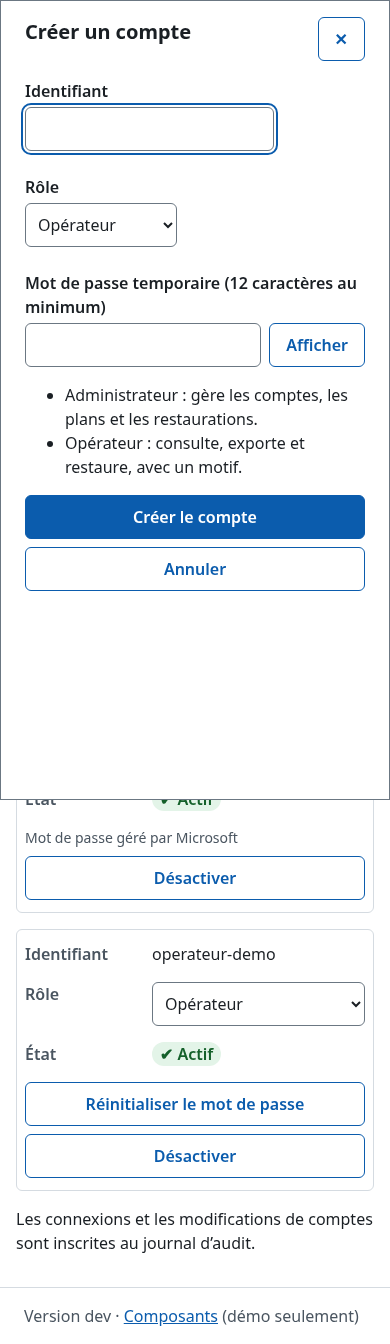 Créer un compte
×
Identifiant
Rôle
Opérateur
Mot de passe temporaire (12 caractères au
minimum)
Afficher
• Administrateur : gère les comptes, les
plans et les restaurations.
• Opérateur : consulte, exporte et
restaure, avec un motif.
Créer le compte
Annuler
État
✔ Actif
Mot de passe géré par Microsoft
Désactiver
Identifiant operateur-demo
Rôle Opérateur
État ✔ Actif
Réinitialiser le mot de passe
Désactiver
Les connexions et les modifications de comptes
sont inscrites au journal d’audit.
Version dev · Composants (démo seulement)